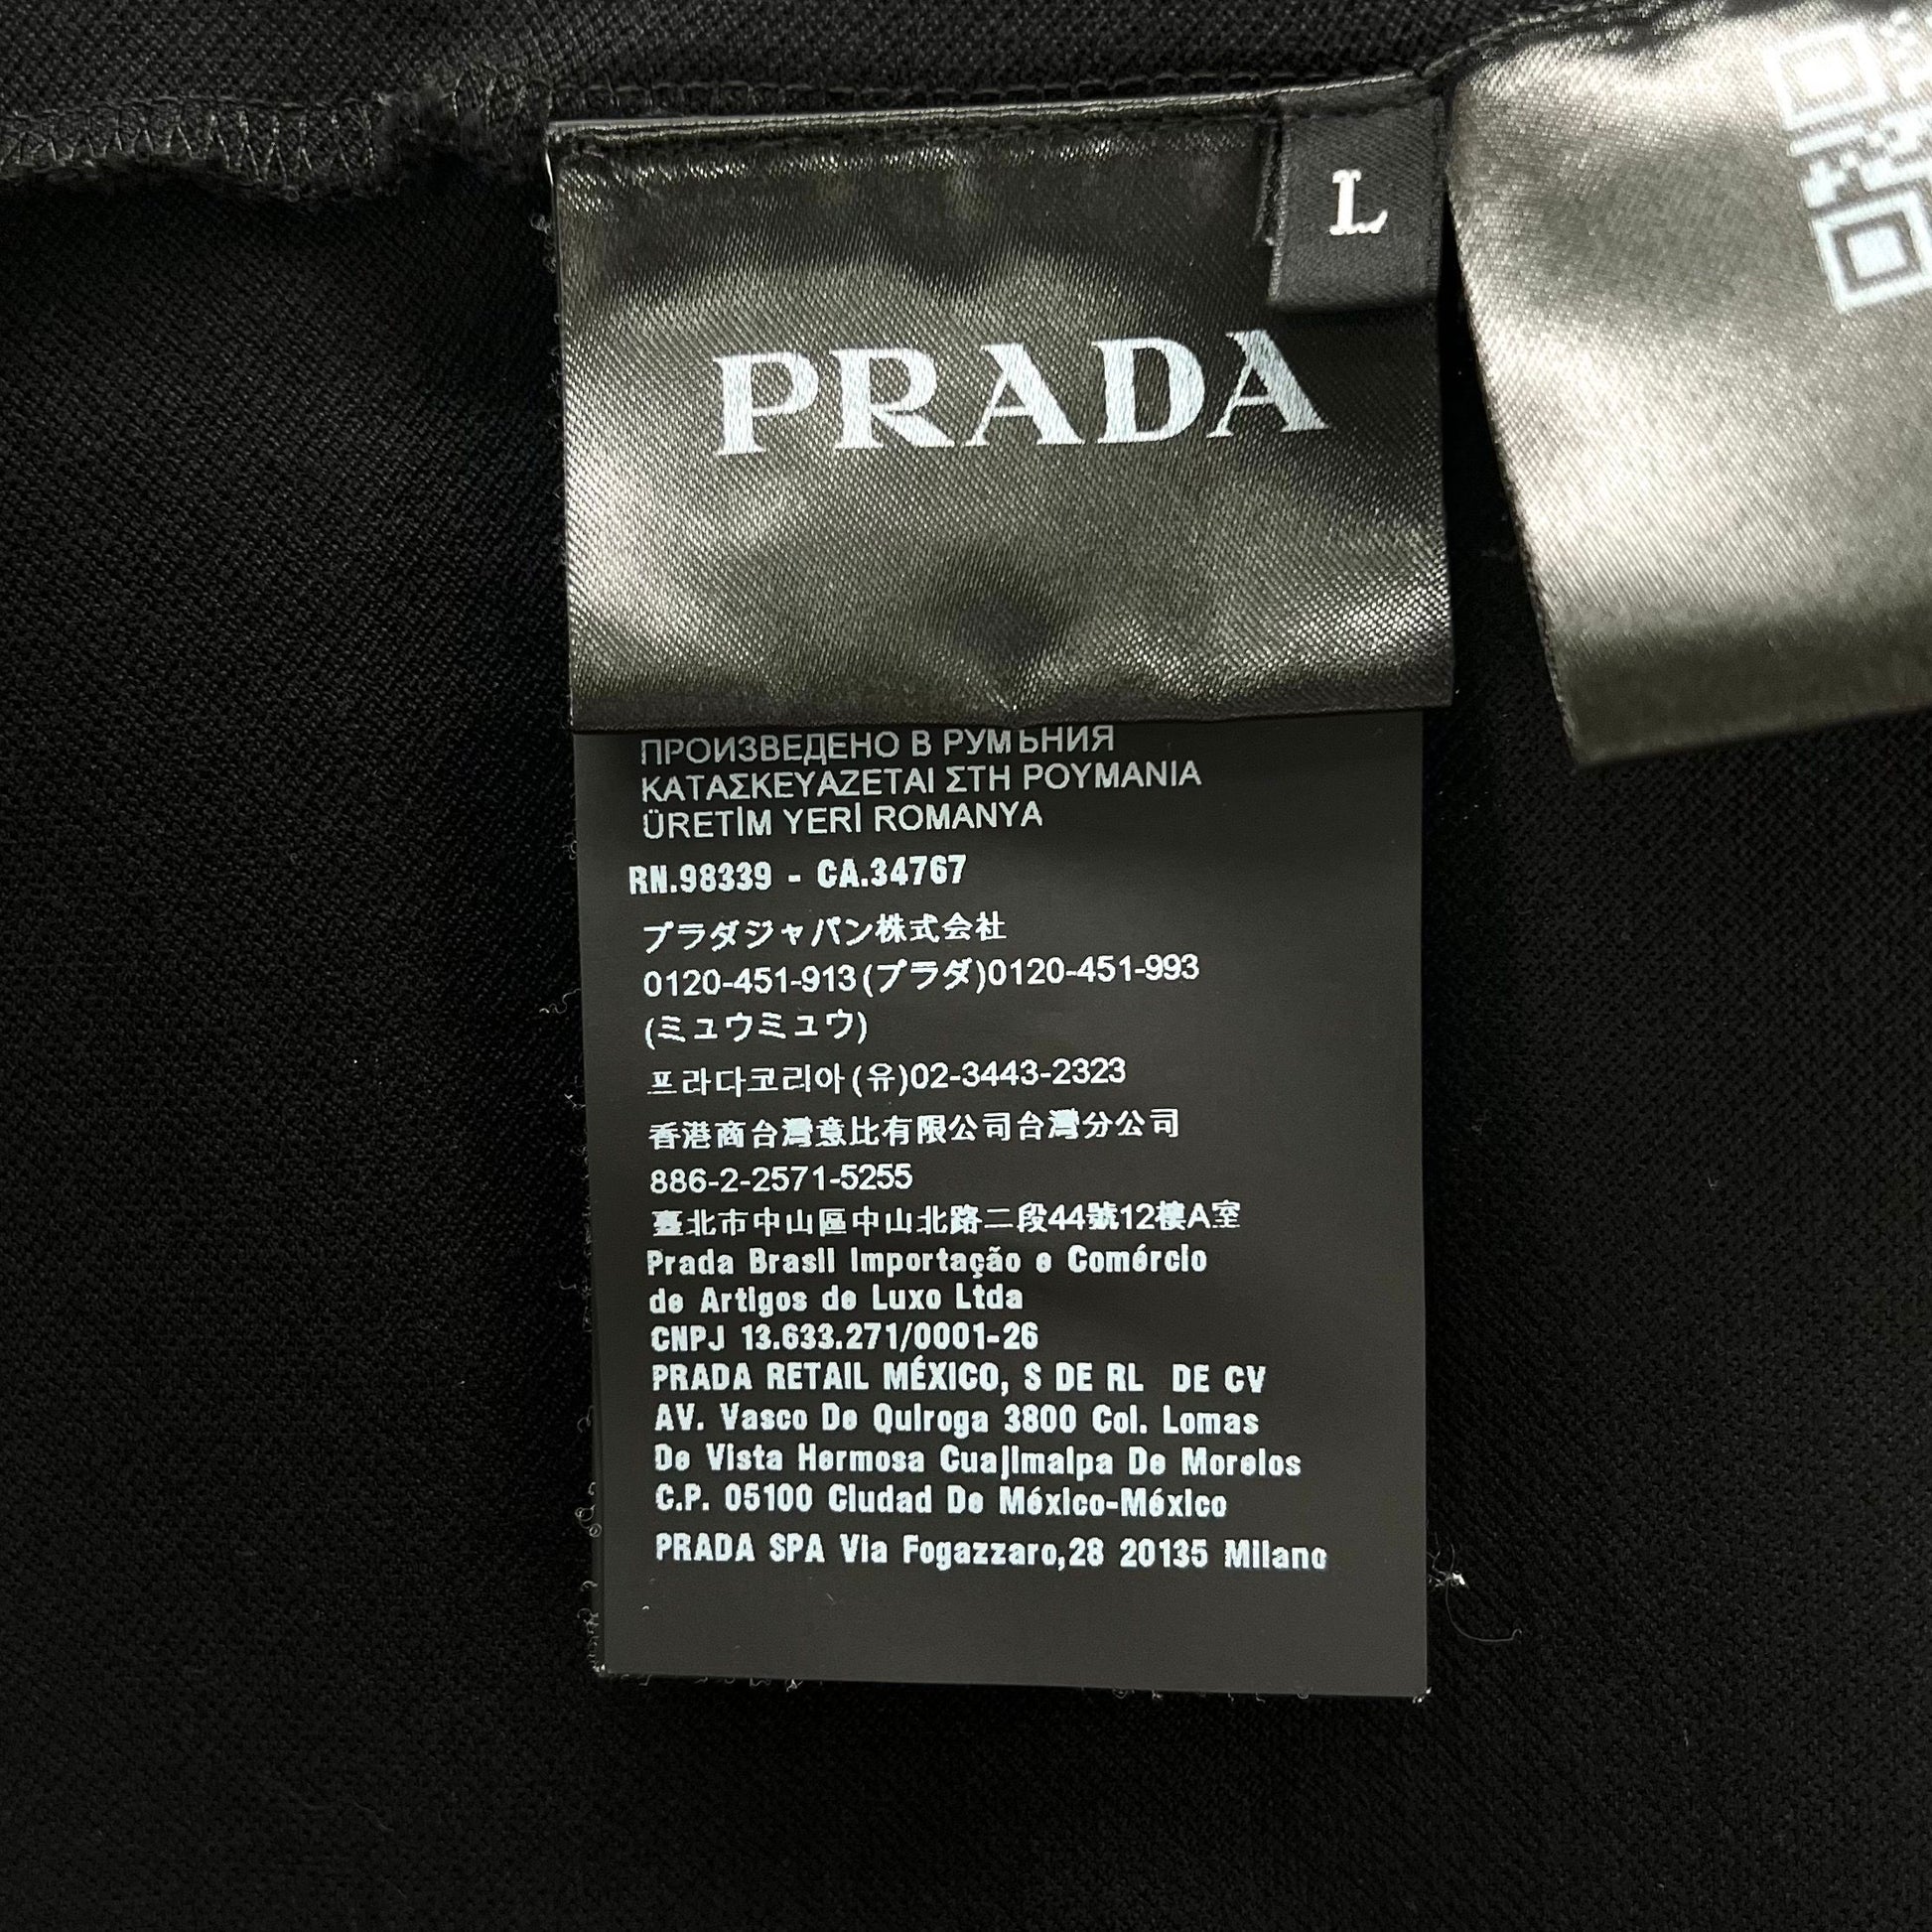 L
PRADA
ПРОИЗВЕДЕНО В РУМЬНИЯ
ΚΑΤΑΣΚΕΥΑΖΕΤΑΙ ΣΤΗ ΡΟΥΜΑΝΙΑ
ÜRETİM YERİ ROMANYA
RN.98339 - CA.34767
プラダジャパン株式会社
0120-451-913(プラダ)0120-451-993
(ミュウミュウ)
프라다코리아(유)02-3443-2323
香港商台灣意比有限公司台灣分公司
886-2-2571-5255
臺北市中山區中山北路二段44號12樓A室
Prada Brasil Importação e Comércio
de Artigos de Luxo Ltda
CNPJ 13.633.271/0001-26
PRADA RETAIL MÉXICO, S DE RL DE CV
AV. Vasco De Quiroga 3800 Col. Lomas
De Vista Hermosa Cuajimalpa De Morelos
C.P. 05100 Ciudad De México-México
PRADA SPA Via Fogazzaro,28 20135 Milano